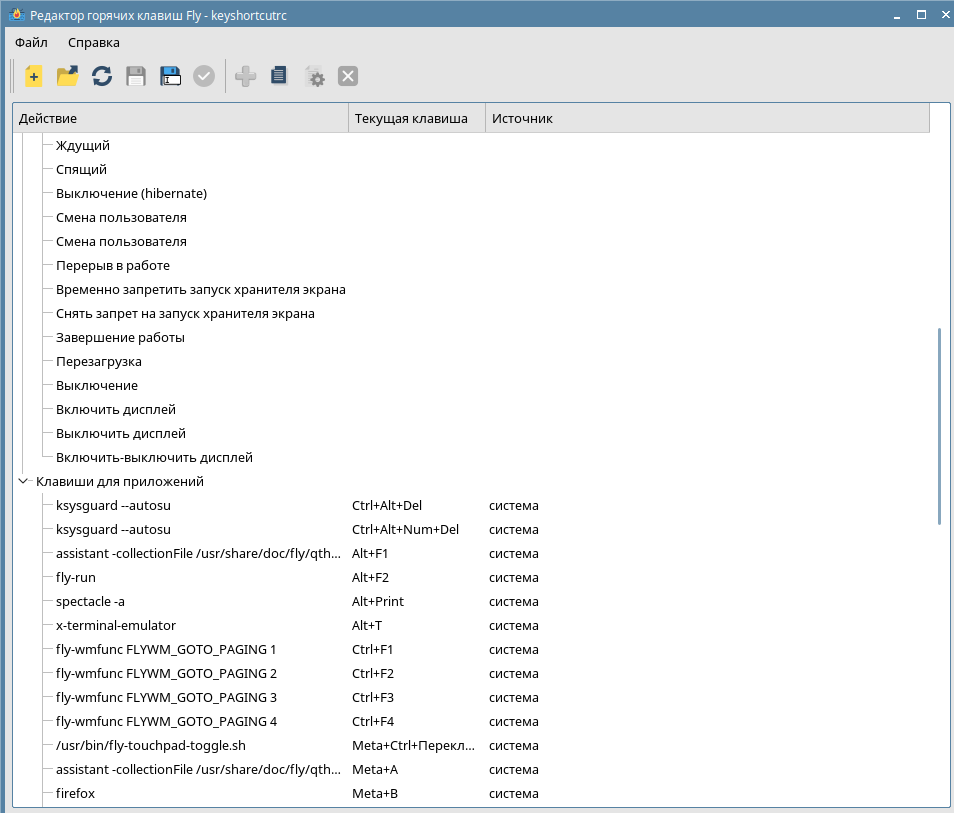 Редактор горячих клавиш Fly - keyshortcutrc
Файл Справка
Действие Текущая клавиша Источник
Ждущий
Спящий
Выключение (hibernate)
Смена пользователя
Смена пользователя
Перерыв в работе
Временно запретить запуск хранителя экрана
Снять запрет на запуск хранителя экрана
Завершение работы
Перезагрузка
Выключение
Включить дисплей
Выключить дисплей
Включить-выключить дисплей
Клавиши для приложений
ksysguard --autosu Ctrl+Alt+Del система
ksysguard --autosu Ctrl+Alt+Num+Del система
assistant -collectionFile /usr/share/doc/fly/qth... Alt+F1 система
fly-run Alt+F2 система
spectacle -a Alt+Print система
x-terminal-emulator Alt+T система
fly-wmfunc FLYWM_GOTO_PAGING 1 Ctrl+F1 система
fly-wmfunc FLYWM_GOTO_PAGING 2 Ctrl+F2 система
fly-wmfunc FLYWM_GOTO_PAGING 3 Ctrl+F3 система
fly-wmfunc FLYWM_GOTO_PAGING 4 Ctrl+F4 система
/usr/bin/fly-touchpad-toggle.sh Meta+Ctrl+Перекл... система
assistant -collectionFile /usr/share/doc/fly/qth... Meta+A система
firefox Meta+B система